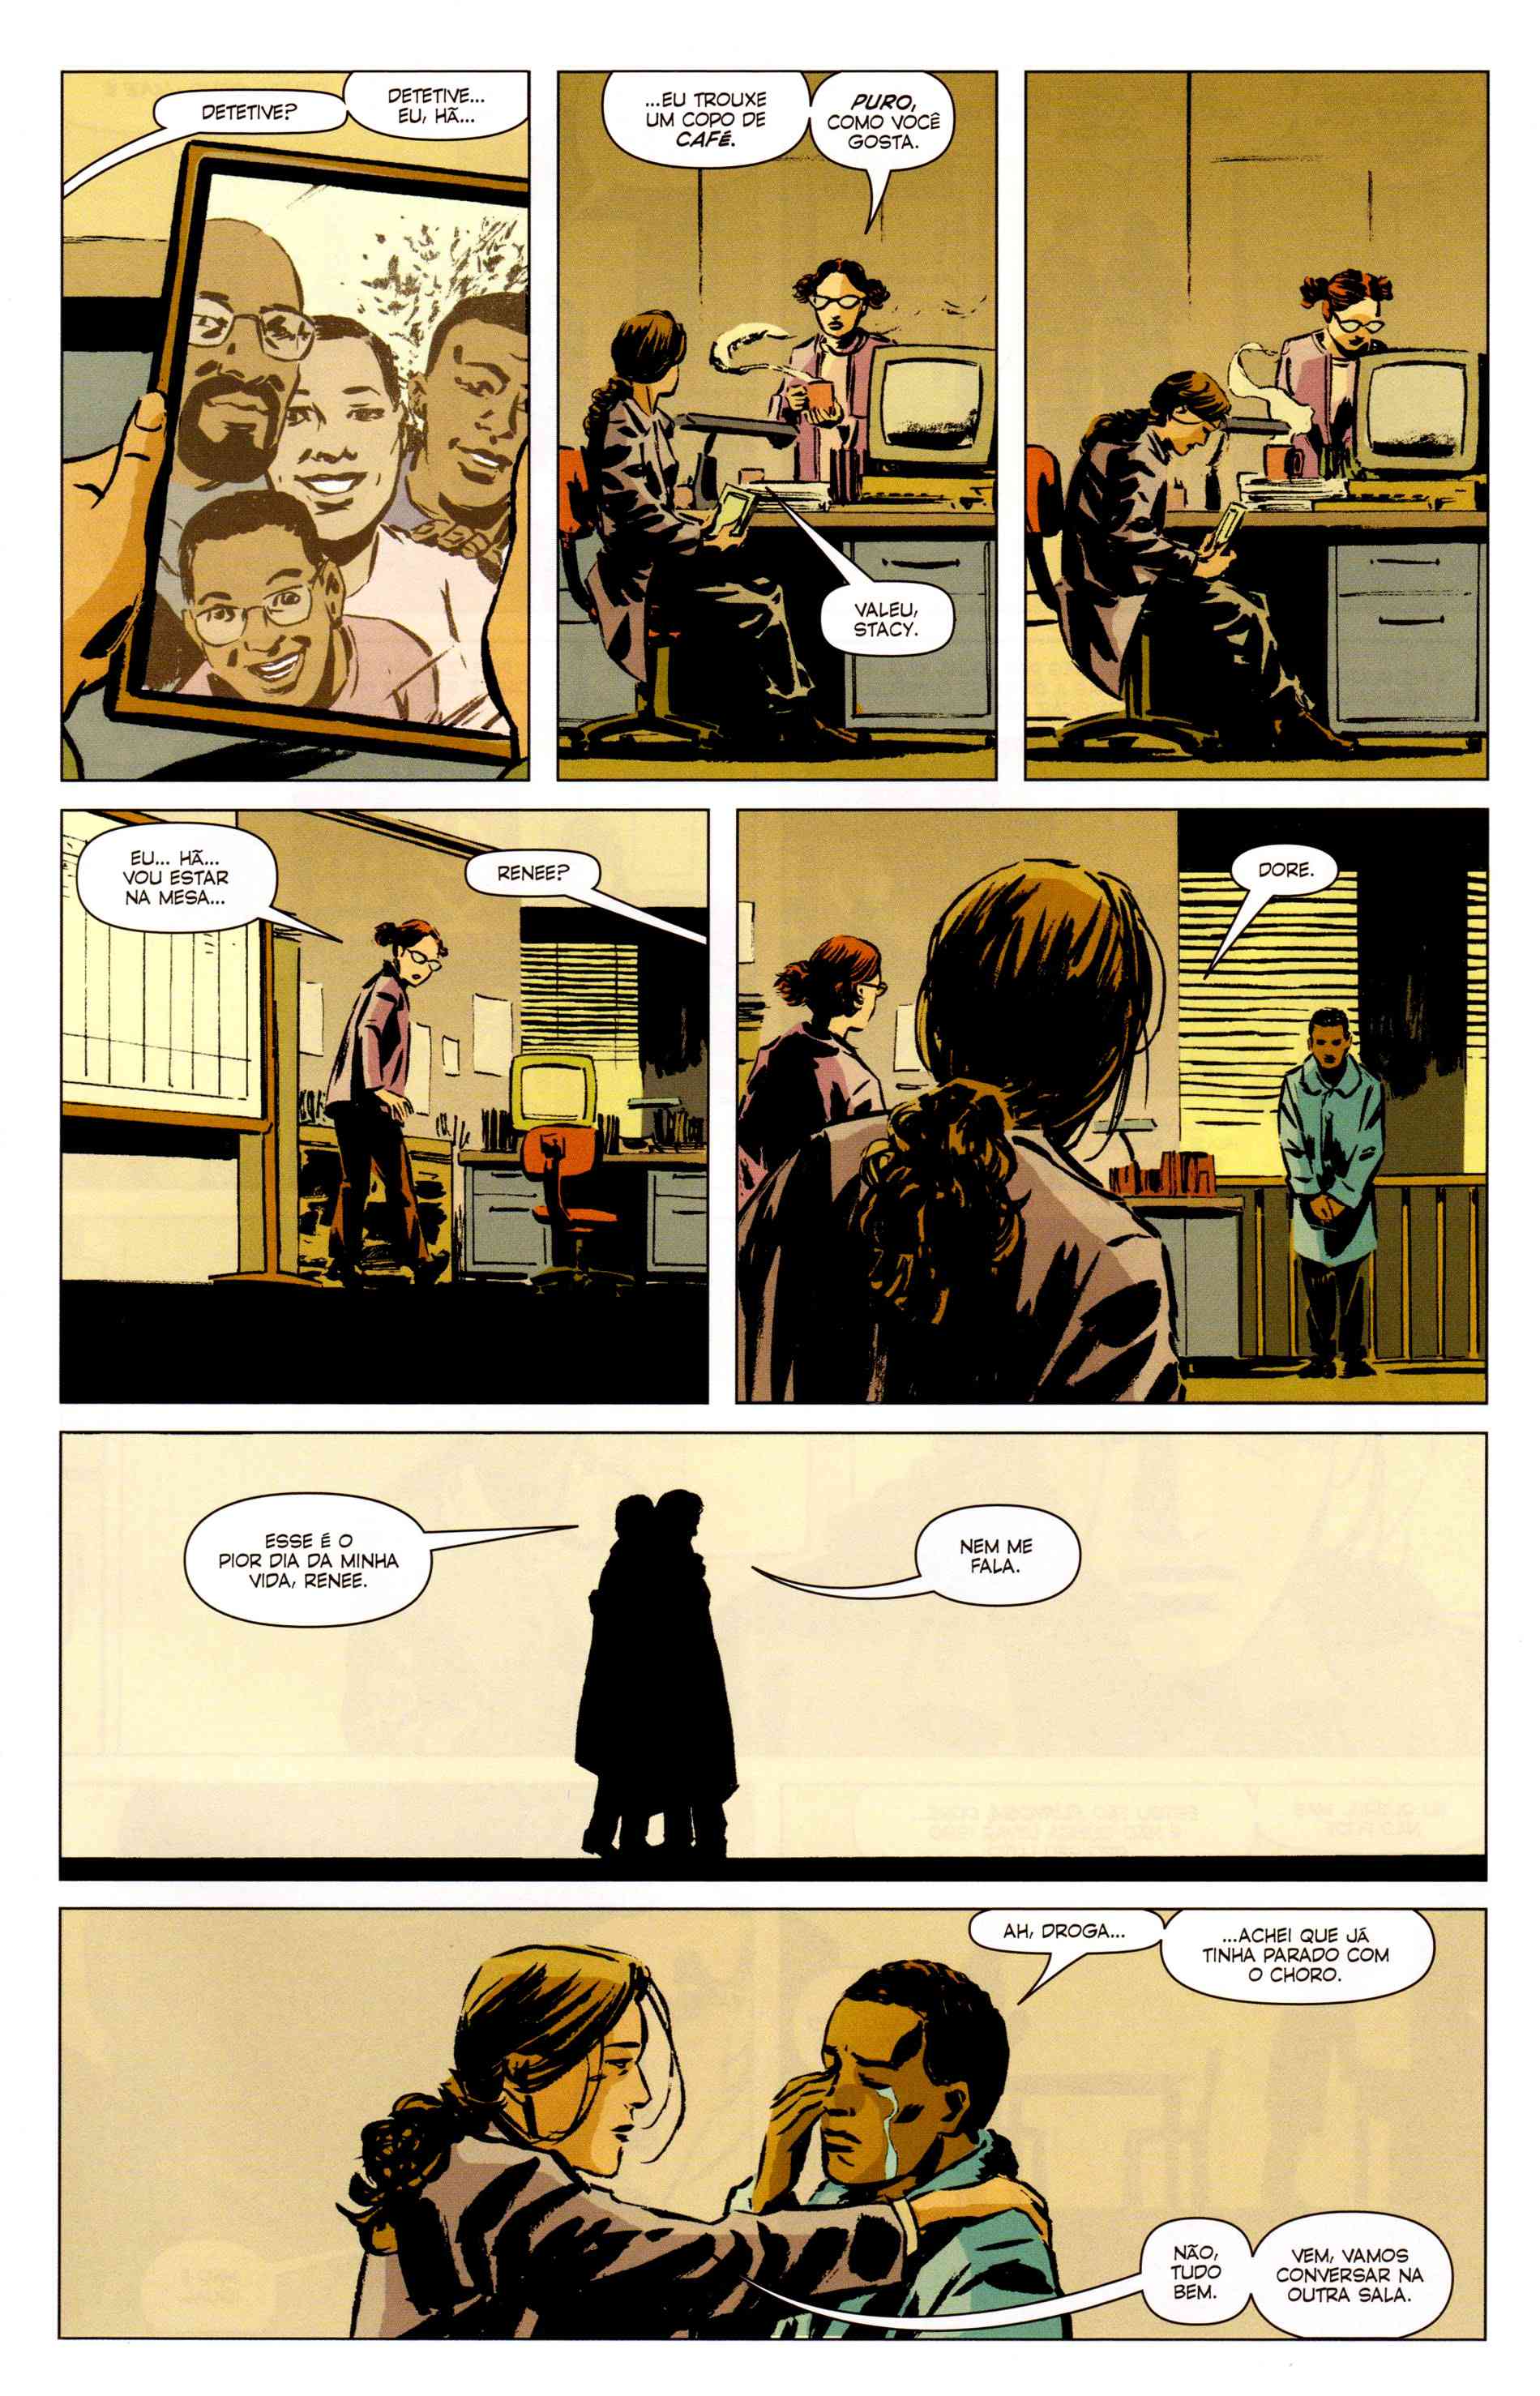 DETETIVE?
DETETIVE...
EU, HÃ...
...EU TROUXE
UM COPO DE
CAFÉ.
PURO,
COMO VOCÊ
GOSTA.
VALEU,
STACY.
EU... HÃ...
VOU ESTAR
NA MESA...
RENEE?
DORE.
ESSE É O
PIOR DIA DA MINHA
VIDA, RENEE.
NEM ME
FALA.
AH, DROGA...
...ACHEI QUE JÁ
TINHA PARADO COM
O CHORO.
NÃO,
TUDO
BEM.
VEM, VAMOS
CONVERSAR NA
OUTRA SALA.